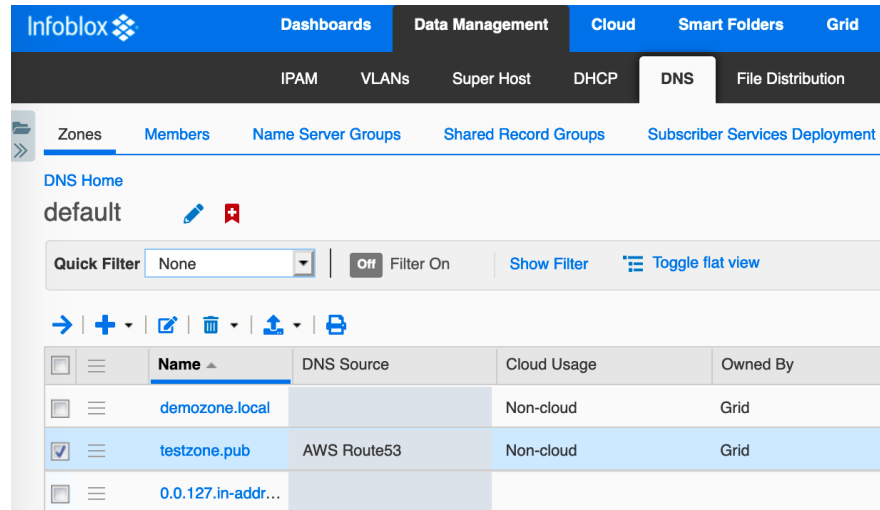 Infoblox Dashboards Data Management Cloud Smart Folders Grid
IPAM VLANs Super Host DHCP DNS File Distribution
Zones Members Name Server Groups Shared Record Groups Subscriber Services Deployment
DNS Home
default
Quick Filter None Off Filter On Show Filter Toggle flat view
Name DNS Source Cloud Usage Owned By
demozone.local Non-cloud Grid
testzone.pub AWS Route53 Non-cloud Grid
0.0.127.in-addr...